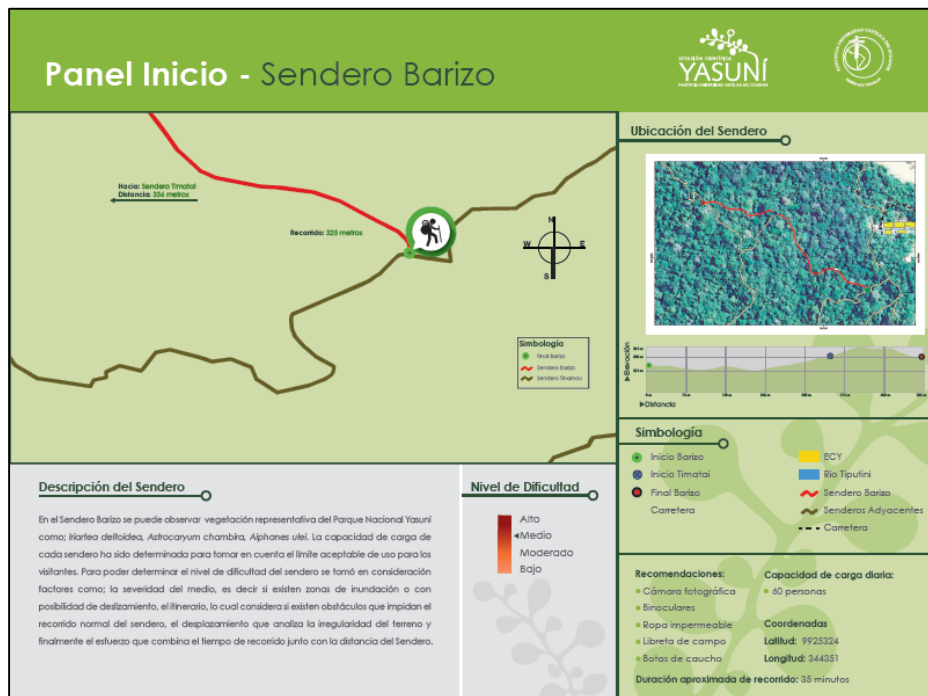 Panel Inicio - Sendero Barizo
ESTACIÓN CIENTÍFICA
YASUNÍ
PONTIFICIA UNIVERSIDAD CATÓLICA DEL ECUADOR
Hacia: Sendero Timatai
Distancia: 336 metros
Recorrido: 325 metros
N
W E
S
Simbología
Final Barizo
Sendero Barizo
Sendero Tinamou
Ubicación del Sendero
Elevación
Distancia
Simbología
Inicio Barizo
Inicio Timatai
Final Barizo
Carretera
ECY
Río Tiputini
Sendero Barizo
Senderos Adyacentes
Carretera
Descripción del Sendero
En el Sendero Barizo se puede observar vegetación representativa del Parque Nacional Yasuní
como; Iriartea deltoidea, Astrocaryum chambira, Aiphanes ulei. La capacidad de carga de
cada sendero ha sido determinada para tomar en cuenta el límite aceptable de uso para los
visitantes. Para poder determinar el nivel de dificultad del sendero se tomó en consideración
factores como; la severidad del medio, es decir si existen zonas de inundación o con
posibilidad de deslizamiento, el itinerario, lo cual considera si existen obstáculos que impidan el
recorrido normal del sendero, el desplazamiento que analiza la irregularidad del terreno y
finalmente el esfuerzo que combina el tiempo de recorrido junto con la distancia del Sendero.
Nivel de Dificultad
Alto
Medio
Moderado
Bajo
Recomendaciones:
Cámara fotográfica
Binoculares
Ropa impermeable
Libreta de campo
Botas de caucho
Capacidad de carga diaria:
60 personas
Coordenadas
Latitud: 9925324
Longitud: 344351
Duración aproximada de recorrido: 35 minutos